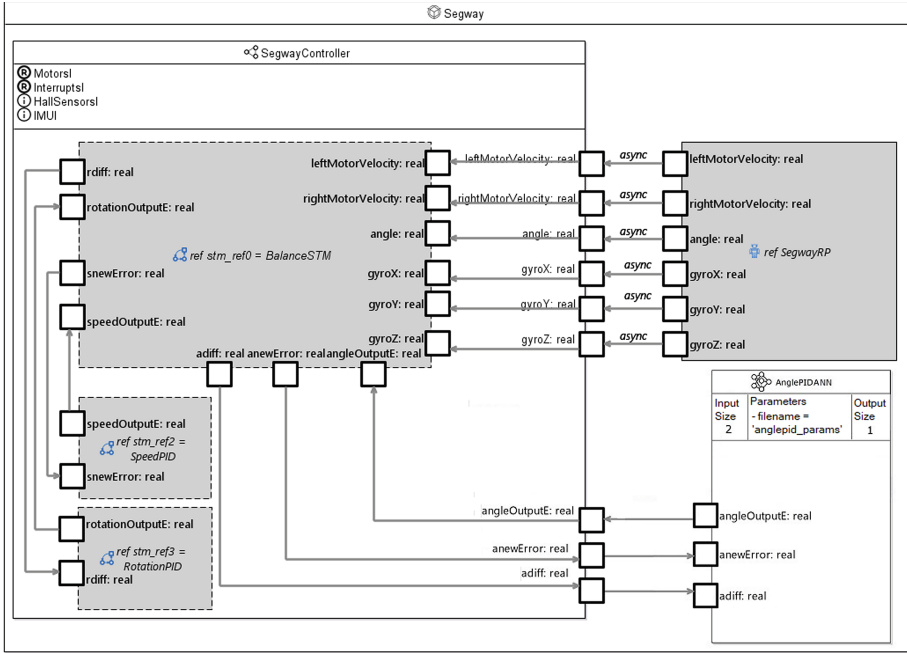 Segway
SegwayController
R MotorsI
R InterruptsI
i HallSensorsI
i IMUI
rdiff: real
rotationOutputE: real
snewError: real
speedOutputE: real
ref stm_ref0 = BalanceSTM
leftMotorVelocity: real
rightMotorVelocity: real
angle: real
gyroX: real
gyroY: real
gyroZ: real
adiff: real anewError: realangleOutputE: real
leftMotorVelocity: real
rightMotorVelocity: real
angle: real
gyroX: real
gyroY: real
gyroZ: real
async
async
async
async
async
async
leftMotorVelocity: real
rightMotorVelocity: real
angle: real
gyroX: real
gyroY: real
gyroZ: real
ref SegwayRP
speedOutputE: real
ref stm_ref2 =
SpeedPID
snewError: real
rotationOutputE: real
ref stm_ref3 =
RotationPID
rdiff: real
angleOutputE: real
anewError: real
adiff: real
AnglePIDANN
Input
Size
2
Parameters
- filename =
'anglepid_params'
Output
Size
1
angleOutputE: real
anewError: real
adiff: real